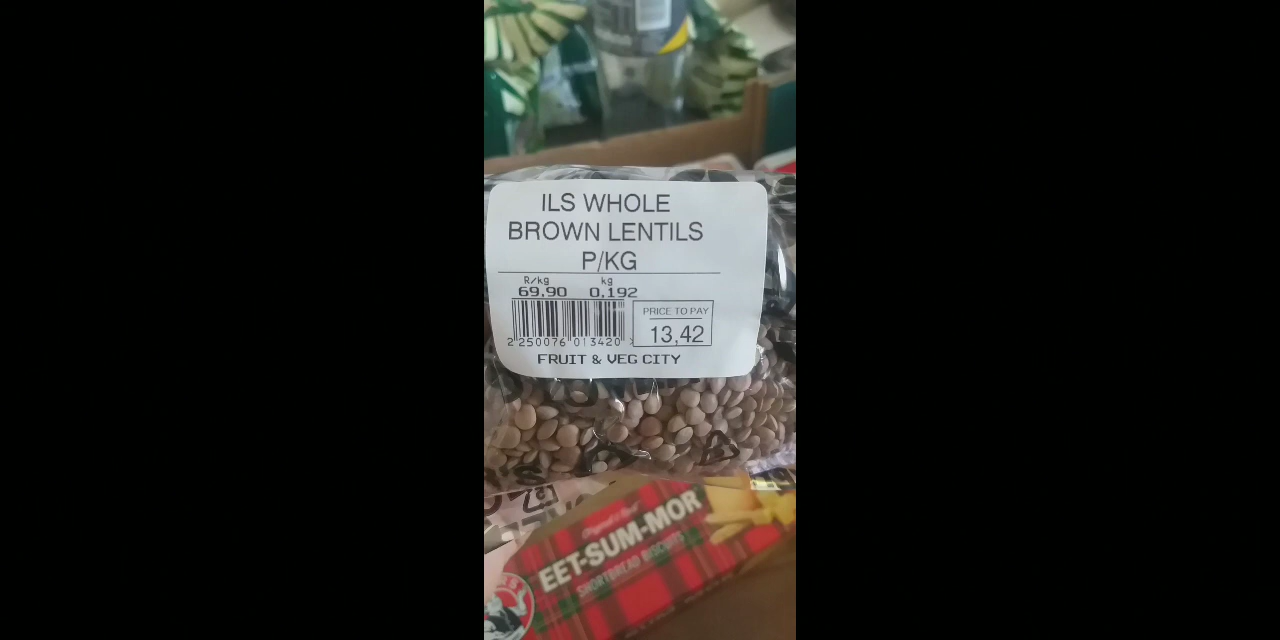 ILS WHOLE
BROWN LENTILS
P/KG
R/kg kg
69,90 0,192
PRICE TO PAY
13,42
2 250076 013420 >
FRUIT & VEG CITY
EET-SUM-MOR
SHORTBREAD BISCUITS